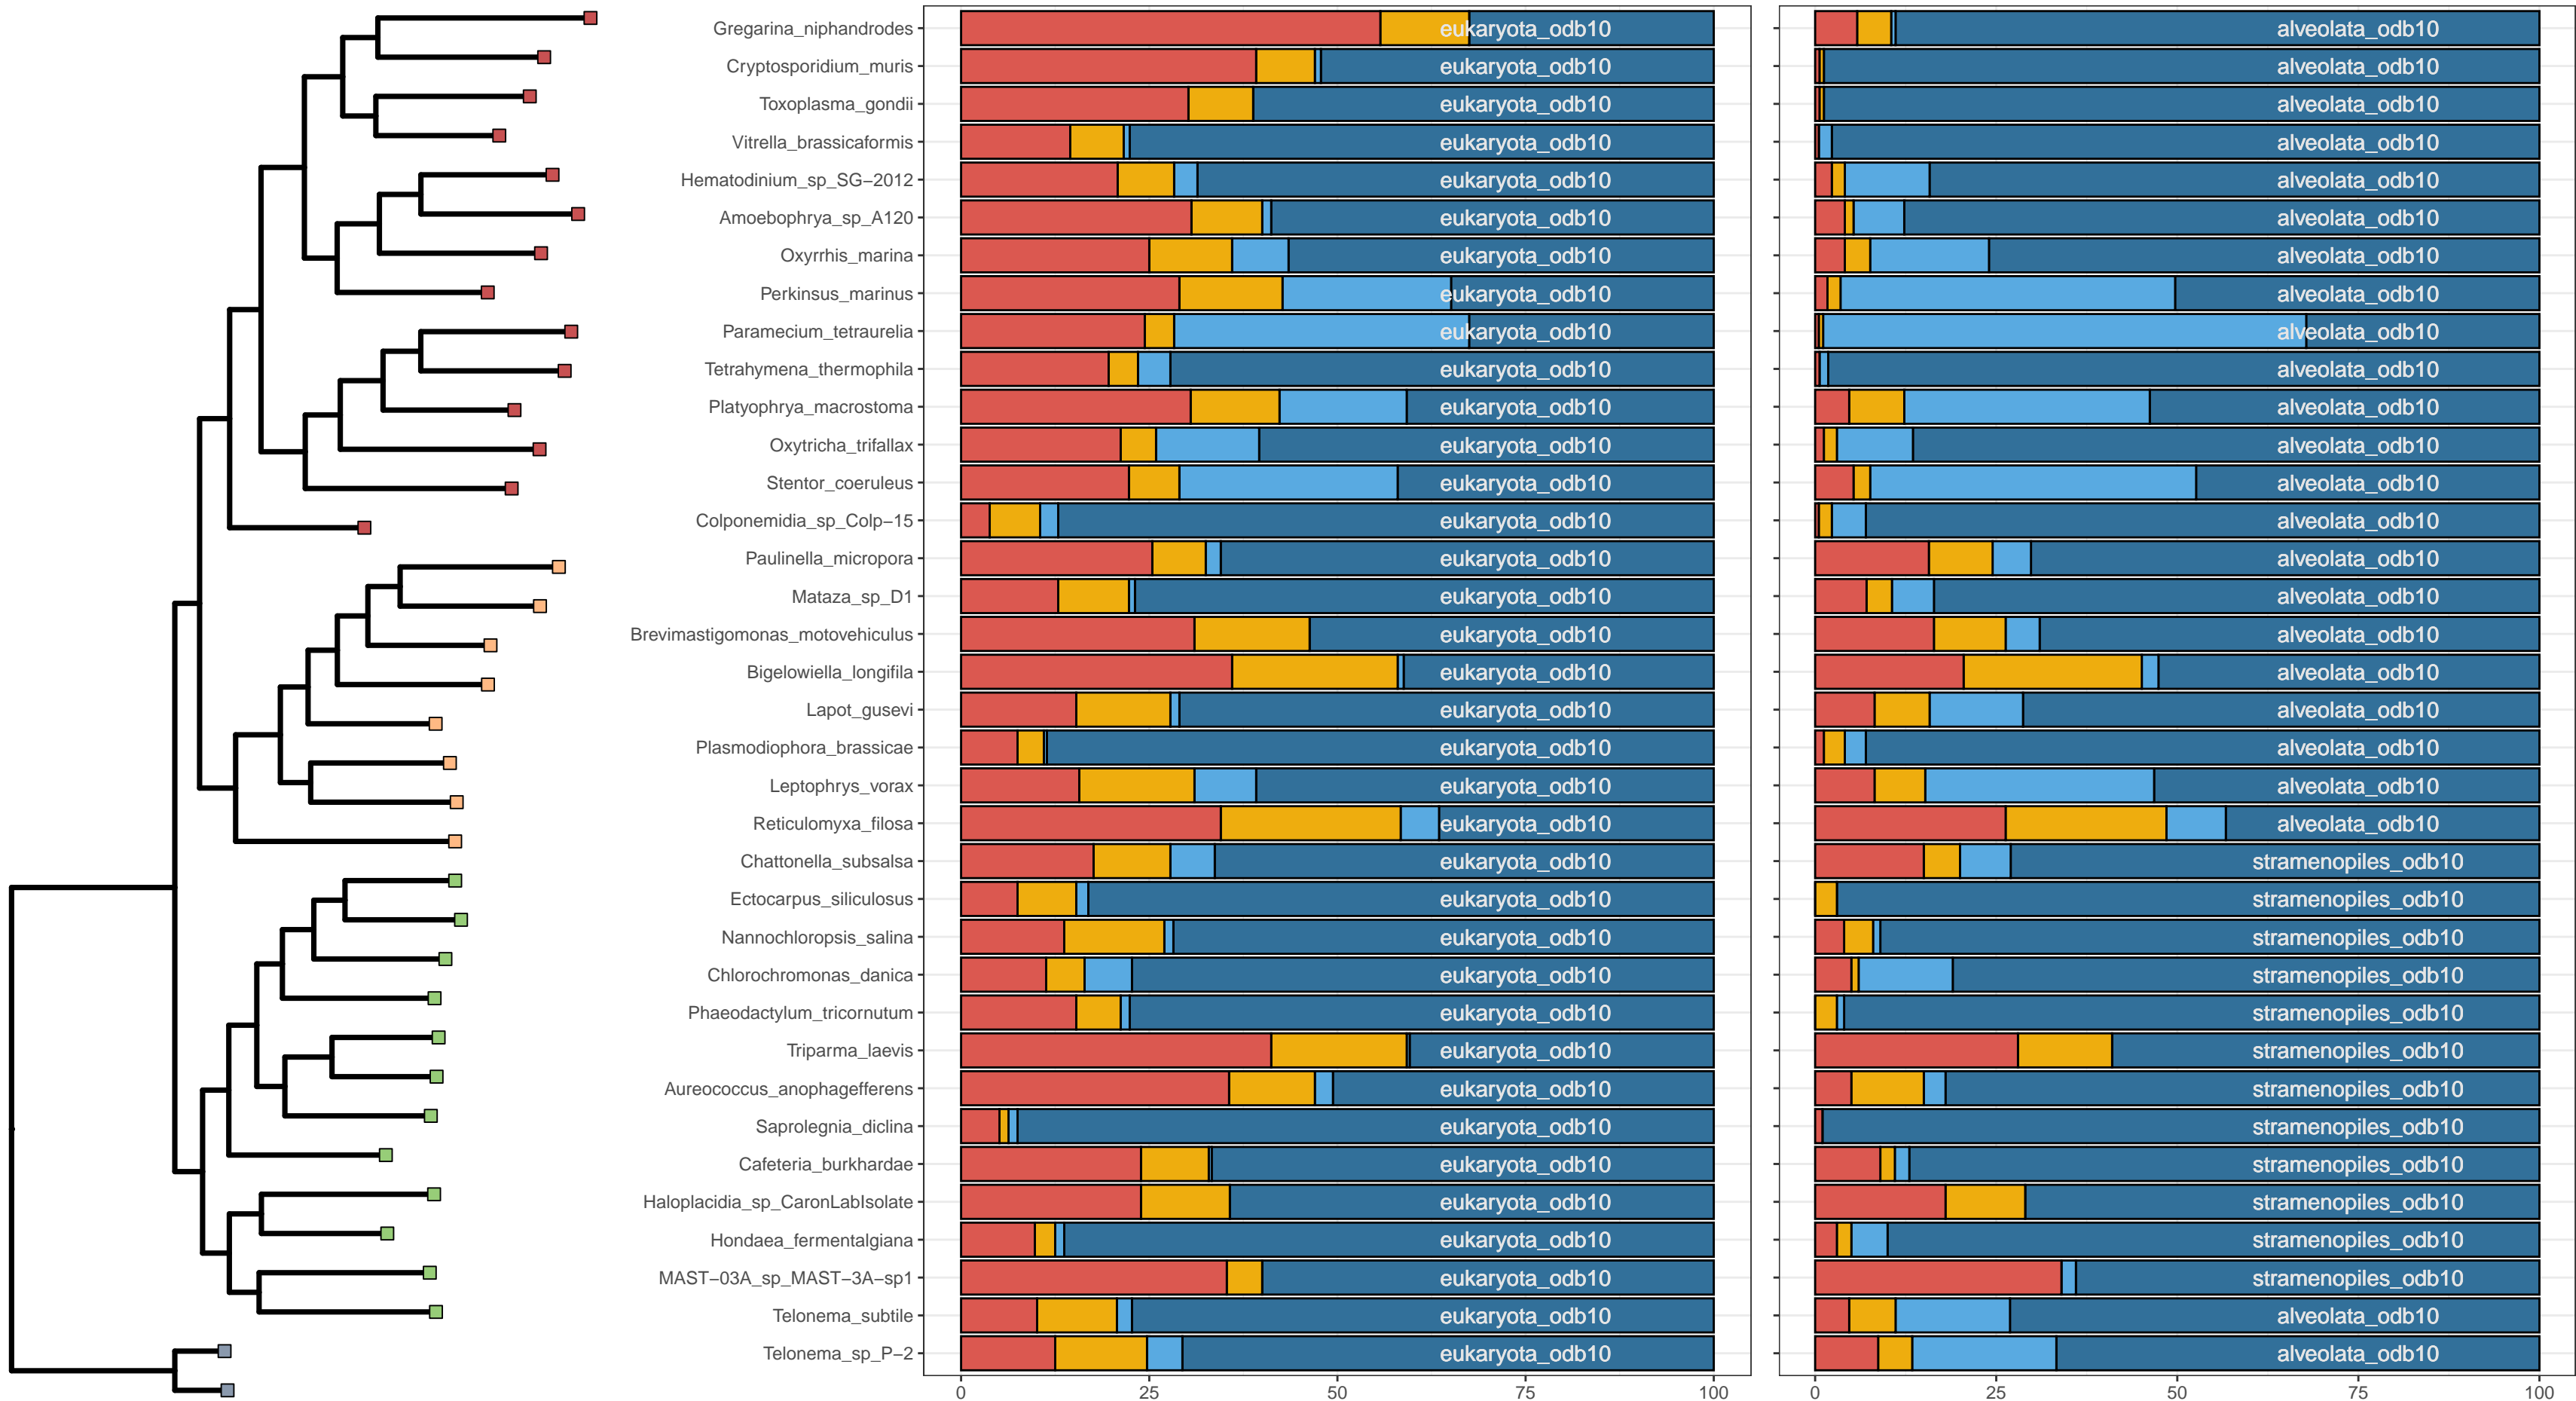 Gregarina_niphandrodes eukaryota_odb10 alveolata_odb10
Cryptosporidium_muris eukaryota_odb10 alveolata_odb10
Toxoplasma_gondii eukaryota_odb10 alveolata_odb10
Vitrella_brassicaformis eukaryota_odb10 alveolata_odb10
Hematodinium_sp_SG−2012 eukaryota_odb10 alveolata_odb10
Amoebophrya_sp_A120 eukaryota_odb10 alveolata_odb10
Oxyrrhis_marina eukaryota_odb10 alveolata_odb10
Perkinsus_marinus eukaryota_odb10 alveolata_odb10
Paramecium_tetraurelia eukaryota_odb10 alveolata_odb10
Tetrahymena_thermophila eukaryota_odb10 alveolata_odb10
Platyophrya_macrostoma eukaryota_odb10 alveolata_odb10
Oxytricha_trifallax eukaryota_odb10 alveolata_odb10
Stentor_coeruleus eukaryota_odb10 alveolata_odb10
Colponemidia_sp_Colp−15 eukaryota_odb10 alveolata_odb10
Paulinella_micropora eukaryota_odb10 alveolata_odb10
Mataza_sp_D1 eukaryota_odb10 alveolata_odb10
Brevimastigomonas_motovehiculus eukaryota_odb10 alveolata_odb10
Bigelowiella_longifila eukaryota_odb10 alveolata_odb10
Lapot_gusevi eukaryota_odb10 alveolata_odb10
Plasmodiophora_brassicae eukaryota_odb10 alveolata_odb10
Leptophrys_vorax eukaryota_odb10 alveolata_odb10
Reticulomyxa_filosa eukaryota_odb10 alveolata_odb10
Chattonella_subsalsa eukaryota_odb10 stramenopiles_odb10
Ectocarpus_siliculosus eukaryota_odb10 stramenopiles_odb10
Nannochloropsis_salina eukaryota_odb10 stramenopiles_odb10
Chlorochromonas_danica eukaryota_odb10 stramenopiles_odb10
Phaeodactylum_tricornutum eukaryota_odb10 stramenopiles_odb10
Triparma_laevis eukaryota_odb10 stramenopiles_odb10
Aureococcus_anophagefferens eukaryota_odb10 stramenopiles_odb10
Saprolegnia_diclina eukaryota_odb10 stramenopiles_odb10
Cafeteria_burkhardae eukaryota_odb10 stramenopiles_odb10
Haloplacidia_sp_CaronLabIsolate eukaryota_odb10 stramenopiles_odb10
Hondaea_fermentalgiana eukaryota_odb10 stramenopiles_odb10
MAST−03A_sp_MAST−3A−sp1 eukaryota_odb10 stramenopiles_odb10
Telonema_subtile eukaryota_odb10 alveolata_odb10
Telonema_sp_P−2 eukaryota_odb10 alveolata_odb10
0 25 50 75 100 0 25 50 75 100